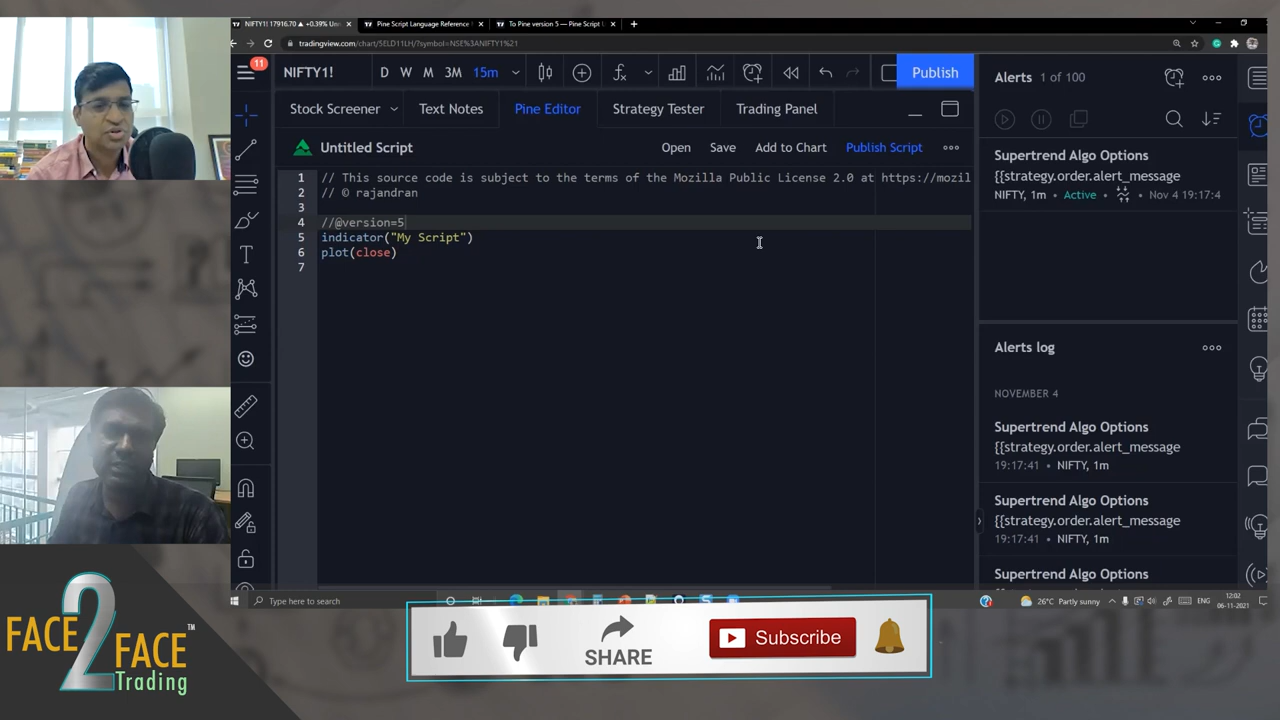 NIFTY1! 17916.70 ▲ +0.39% Unn
Pine Script Language Reference
To Pine version 5 — Pine Script
tradingview.com/chart/5ELD11LH/?symbol=NSE%3ANIFTY1%21
11
NIFTY1!
D W M 3M 15m
Publish
Stock Screener
Text Notes
Pine Editor
Strategy Tester
Trading Panel
Untitled Script
Open
Save
Add to Chart
Publish Script
1 // This source code is subject to the terms of the Mozilla Public License 2.0 at https://mozil
2 // © rajandran
3
4 //@version=5
5 indicator("My Script")
6 plot(close)
7
Alerts 1 of 100
Supertrend Algo Options
{{strategy.order.alert_message
NIFTY, 1m • Active • Nov 4 19:17:4
Alerts log
NOVEMBER 4
Supertrend Algo Options
{{strategy.order.alert_message
19:17:41 • NIFTY, 1m
Supertrend Algo Options
{{strategy.order.alert_message
19:17:41 • NIFTY, 1m
Supertrend Algo Options
Type here to search
26°C Partly sunny
ENG
12:02
06-11-2021
FACE
2
FACE
™
Trading
SHARE
Subscribe